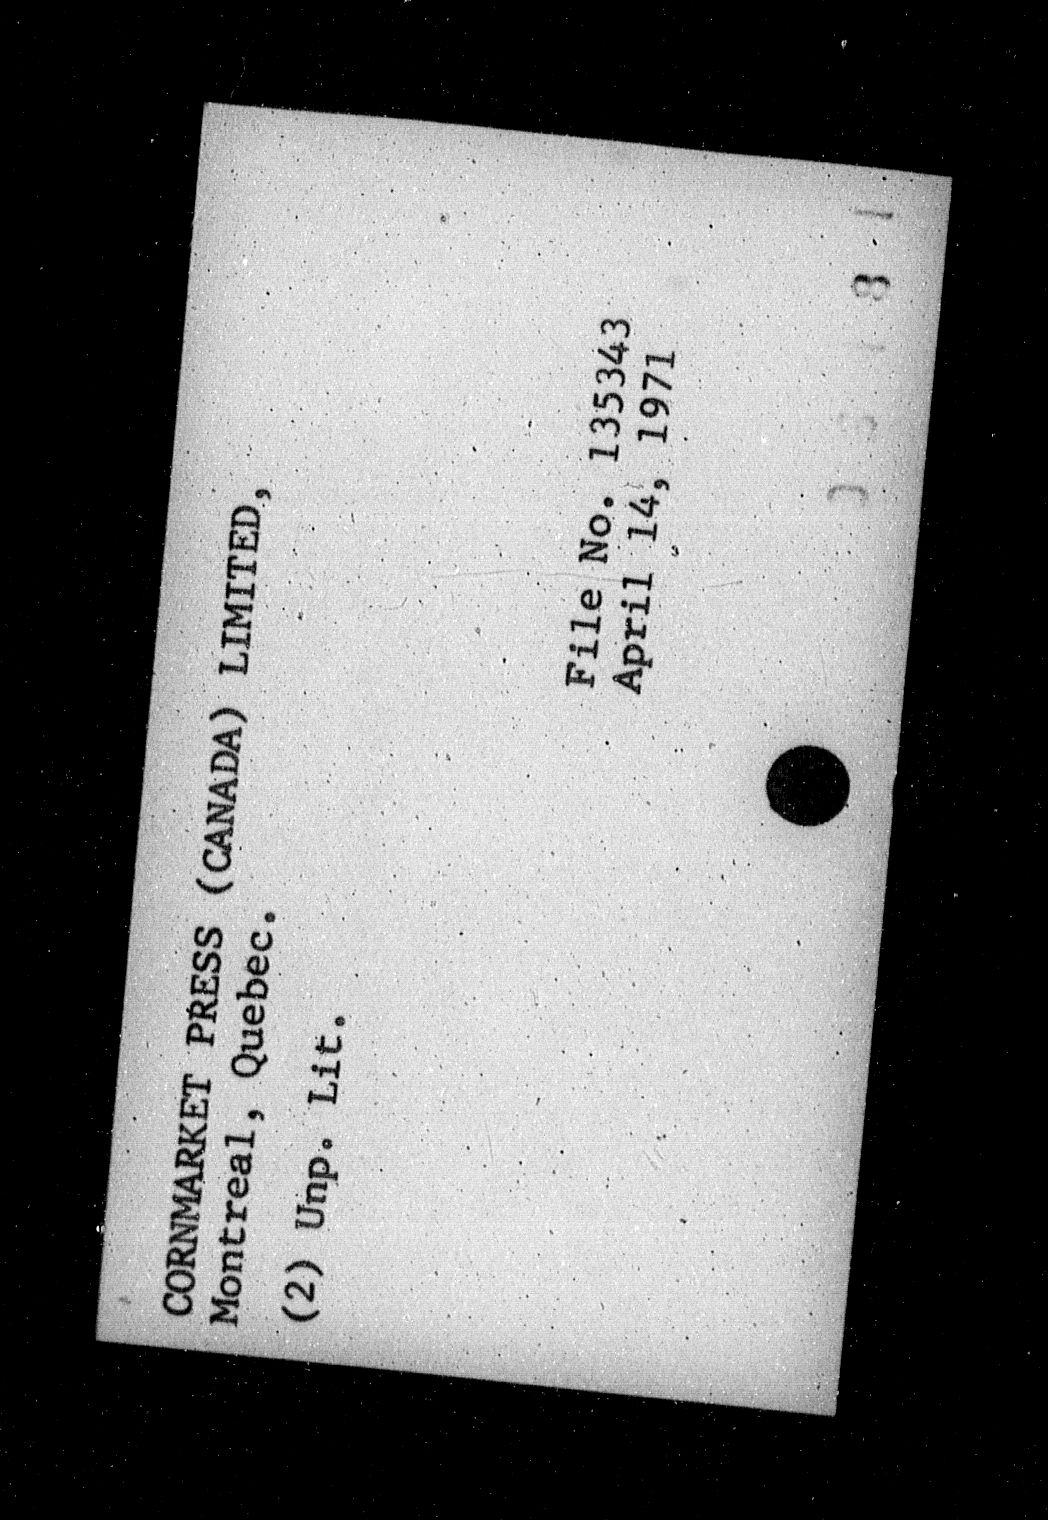 CORNMARKET PRESS (CANADA) LIMITED,
Montreal, Quebec.
(2) Unp. Lit.
File No. 135343
April 14, 1971